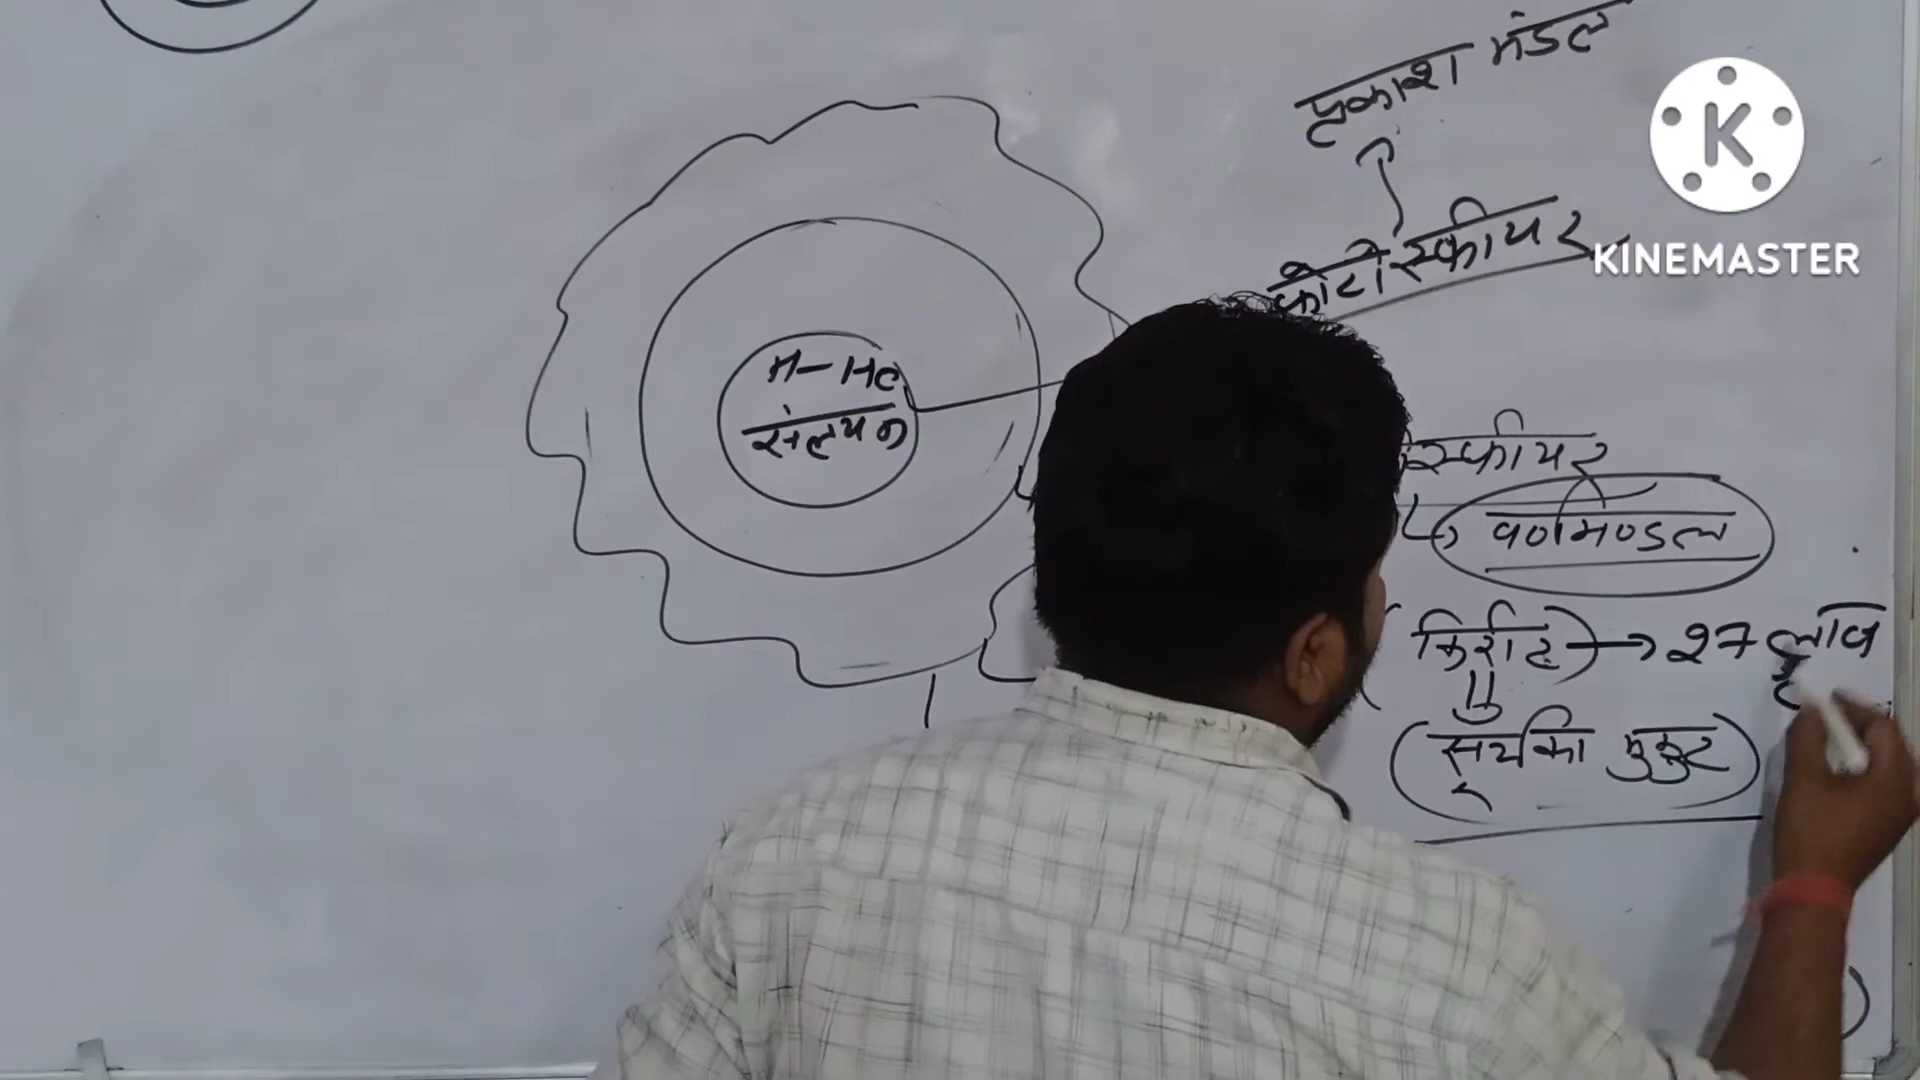 प्रकाश मंडल
फोटोस्फीयर
KINEMASTER
H-He
संलयन
स्फीयर
वर्णमण्डल
(किरीट) → 27 लाख
(सूर्य का मुकुट)